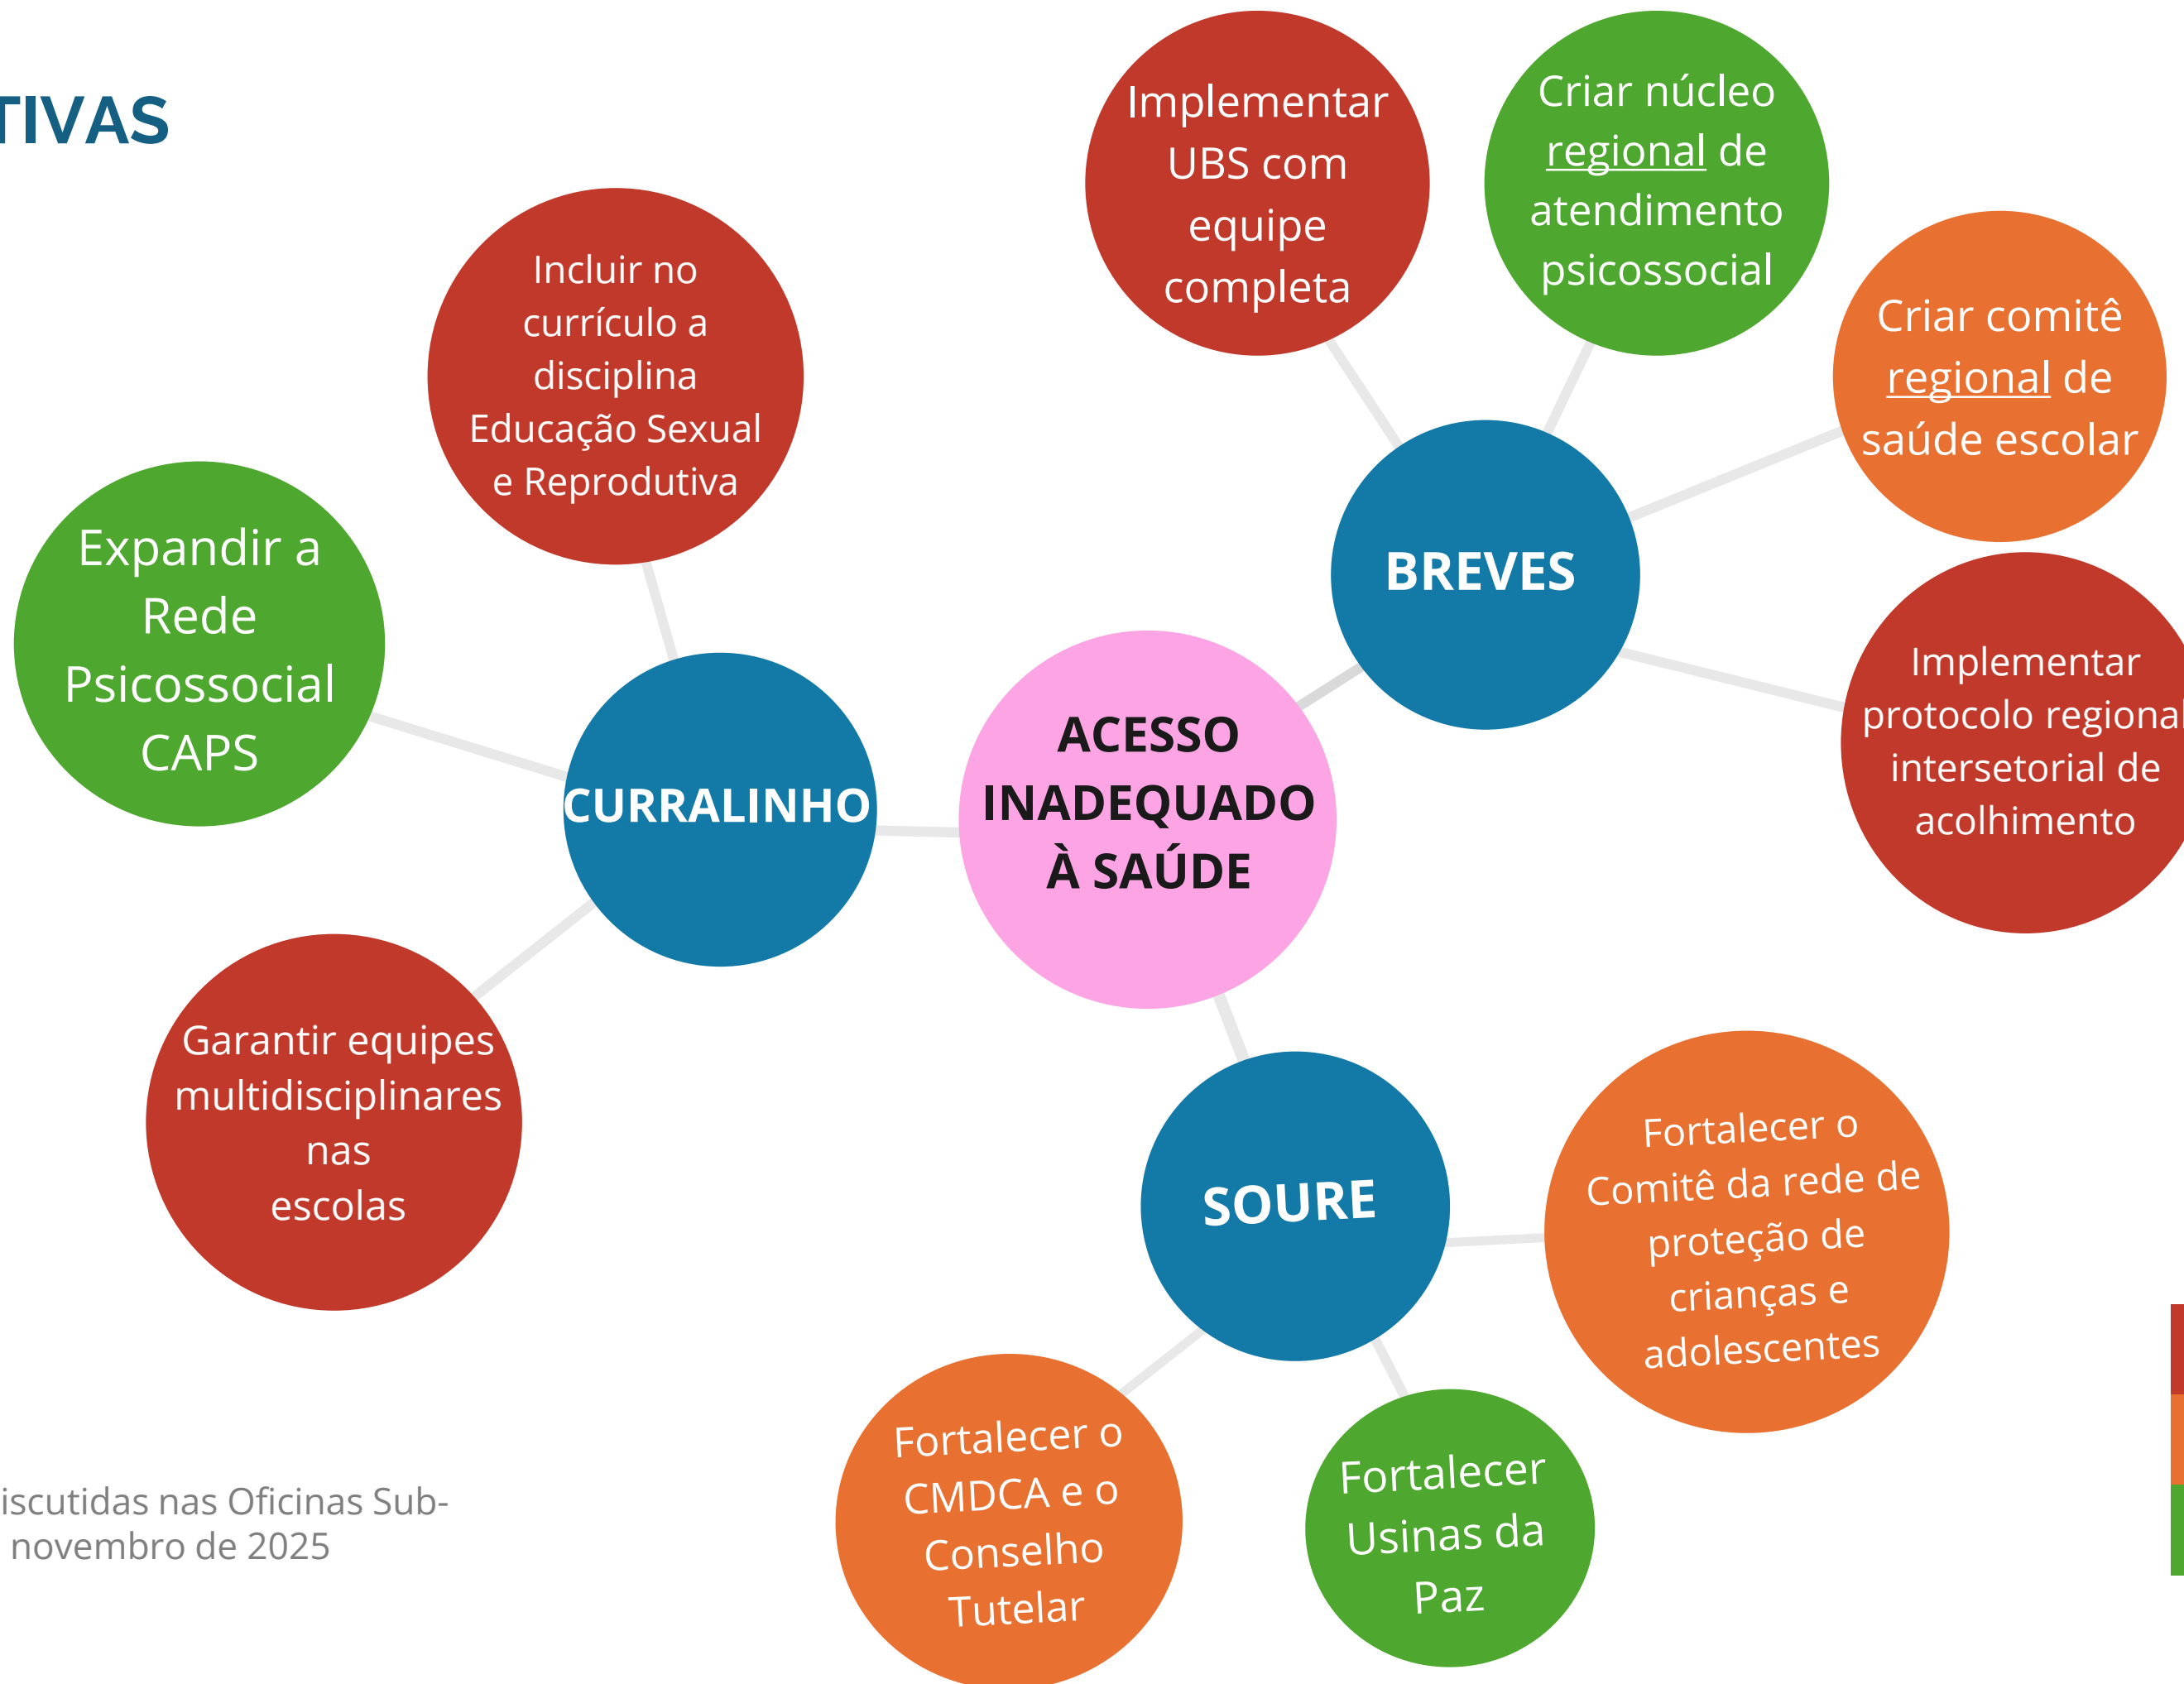 TIVAS
Implementar
UBS com
equipe
completa
Criar núcleo
regional de
atendimento
psicossocial
Criar comitê
regional de
saúde escolar
Incluir no
currículo a
disciplina
Educação Sexual
e Reprodutiva
Expandir a
Rede
Psicossocial
CAPS
BREVES
Implementar
protocolo regional
intersetorial de
acolhimento
CURRALINHO
ACESSO
INADEQUADO
À SAÚDE
Garantir equipes
multidisciplinares
nas
escolas
SOURE
Fortalecer o
Comitê da rede de
proteção de
crianças e
adolescentes
Fortalecer o
CMDCA e o
Conselho
Tutelar
Fortalecer
Usinas da
Paz
iscutidas nas Oficinas Sub-
novembro de 2025